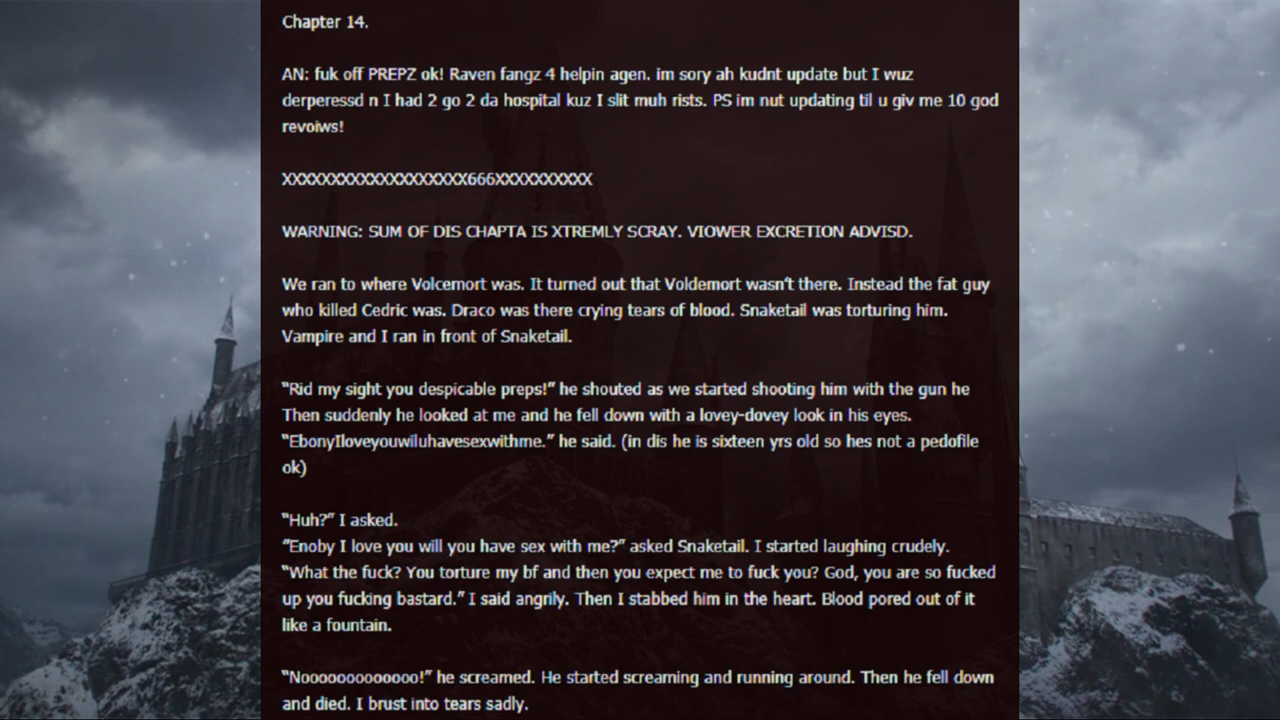 Chapter 14.
AN: fuk off PREPZ ok! Raven fangz 4 helpin agen. im sory ah kudnt update but I wuz
derperessd n I had 2 go 2 da hospital kuz I slit muh rists. PS im nut updating til u giv me 10 god
revoiws!
XXXXXXXXXXXXXXXXXXX666XXXXXXXXXX
WARNING: SUM OF DIS CHAPTA IS XTREMLY SCRAY. VIOWER EXCRETION ADVISD.
We ran to where Volcemort was. It turned out that Voldemort wasn't there. Instead the fat guy
who killed Cedric was. Draco was there crying tears of blood. Snaketail was torturing him.
Vampire and I ran in front of Snaketail.
“Rid my sight you despicable preps!” he shouted as we started shooting him with the gun he
Then suddenly he looked at me and he fell down with a lovey-dovey look in his eyes.
“EbonyIloveyouwiluhavesexwithme.” he said. (in dis he is sixteen yrs old so hes not a pedofile
ok)
“Huh?” I asked.
“Enoby I love you will you have sex with me?” asked Snaketail. I started laughing crudely.
“What the fuck? You torture my bf and then you expect me to fuck you? God, you are so fucked
up you fucking bastard.” I said angrily. Then I stabbed him in the heart. Blood pored out of it
like a fountain.
“Nooooooooooooo!” he screamed. He started screaming and running around. Then he fell down
and died. I brust into tears sadly.